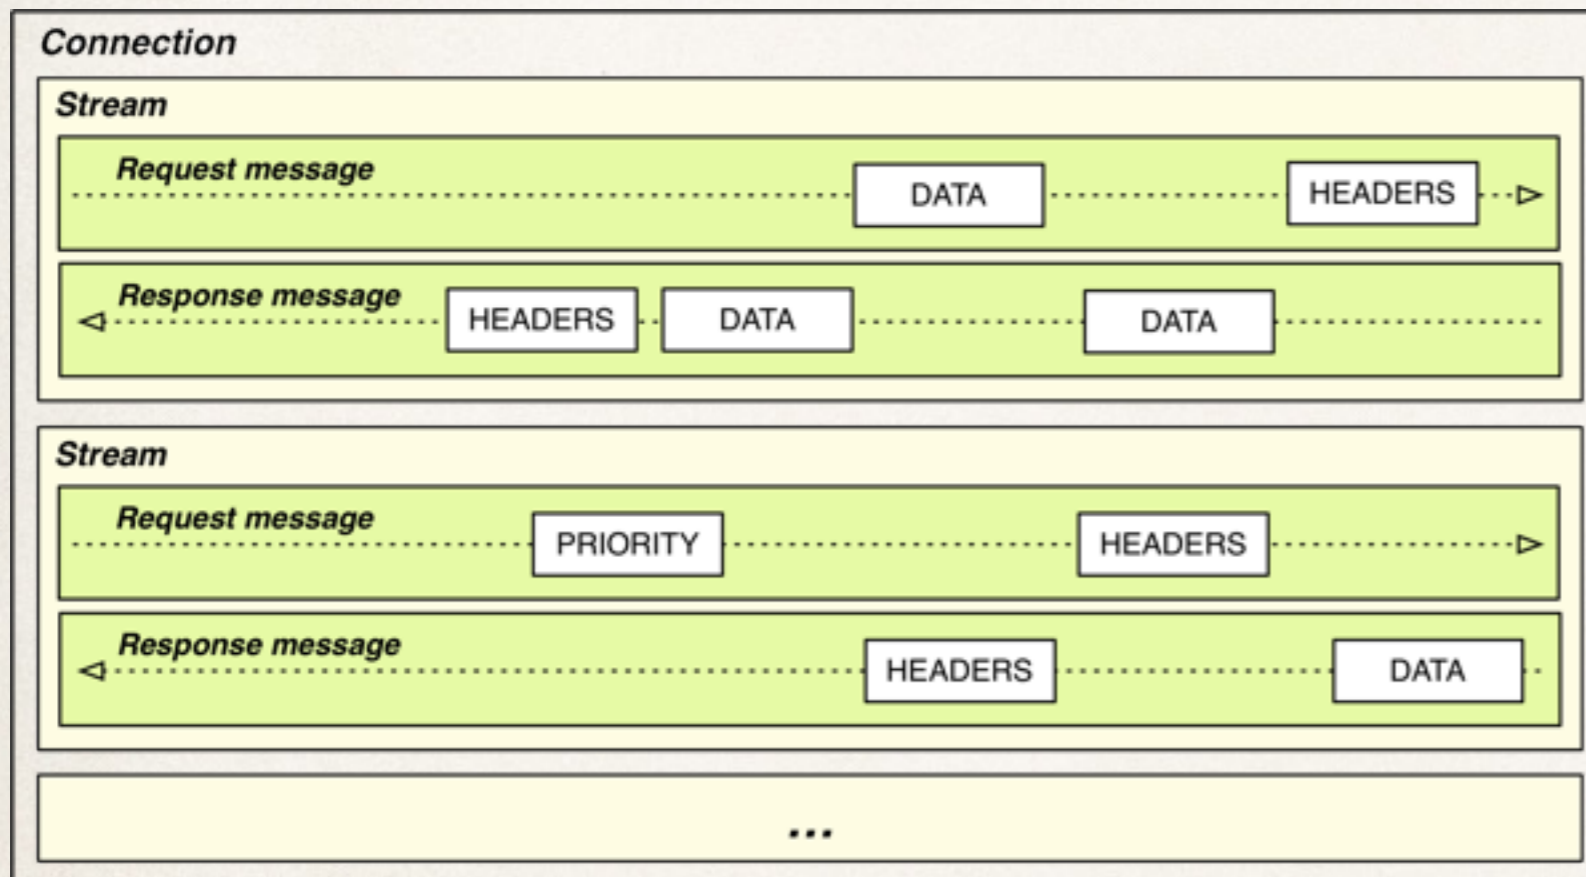 Connection
Stream
Request message
DATA
HEADERS
Response message
HEADERS
DATA
DATA
Stream
Request message
PRIORITY
HEADERS
Response message
HEADERS
DATA
...